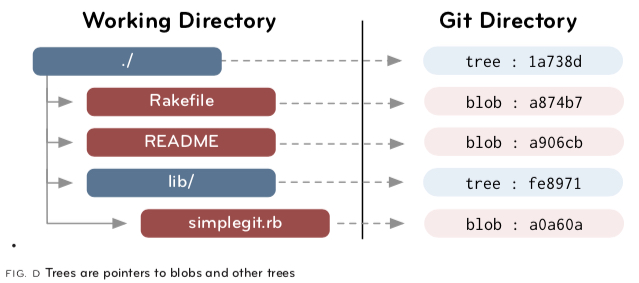 Working Directory Git Directory
./ tree : 1a738d
Rakefile blob : a874b7
README blob : a906cb
lib/ tree : fe8971
simplegit.rb blob : a0a60a
FIG. D Trees are pointers to blobs and other trees